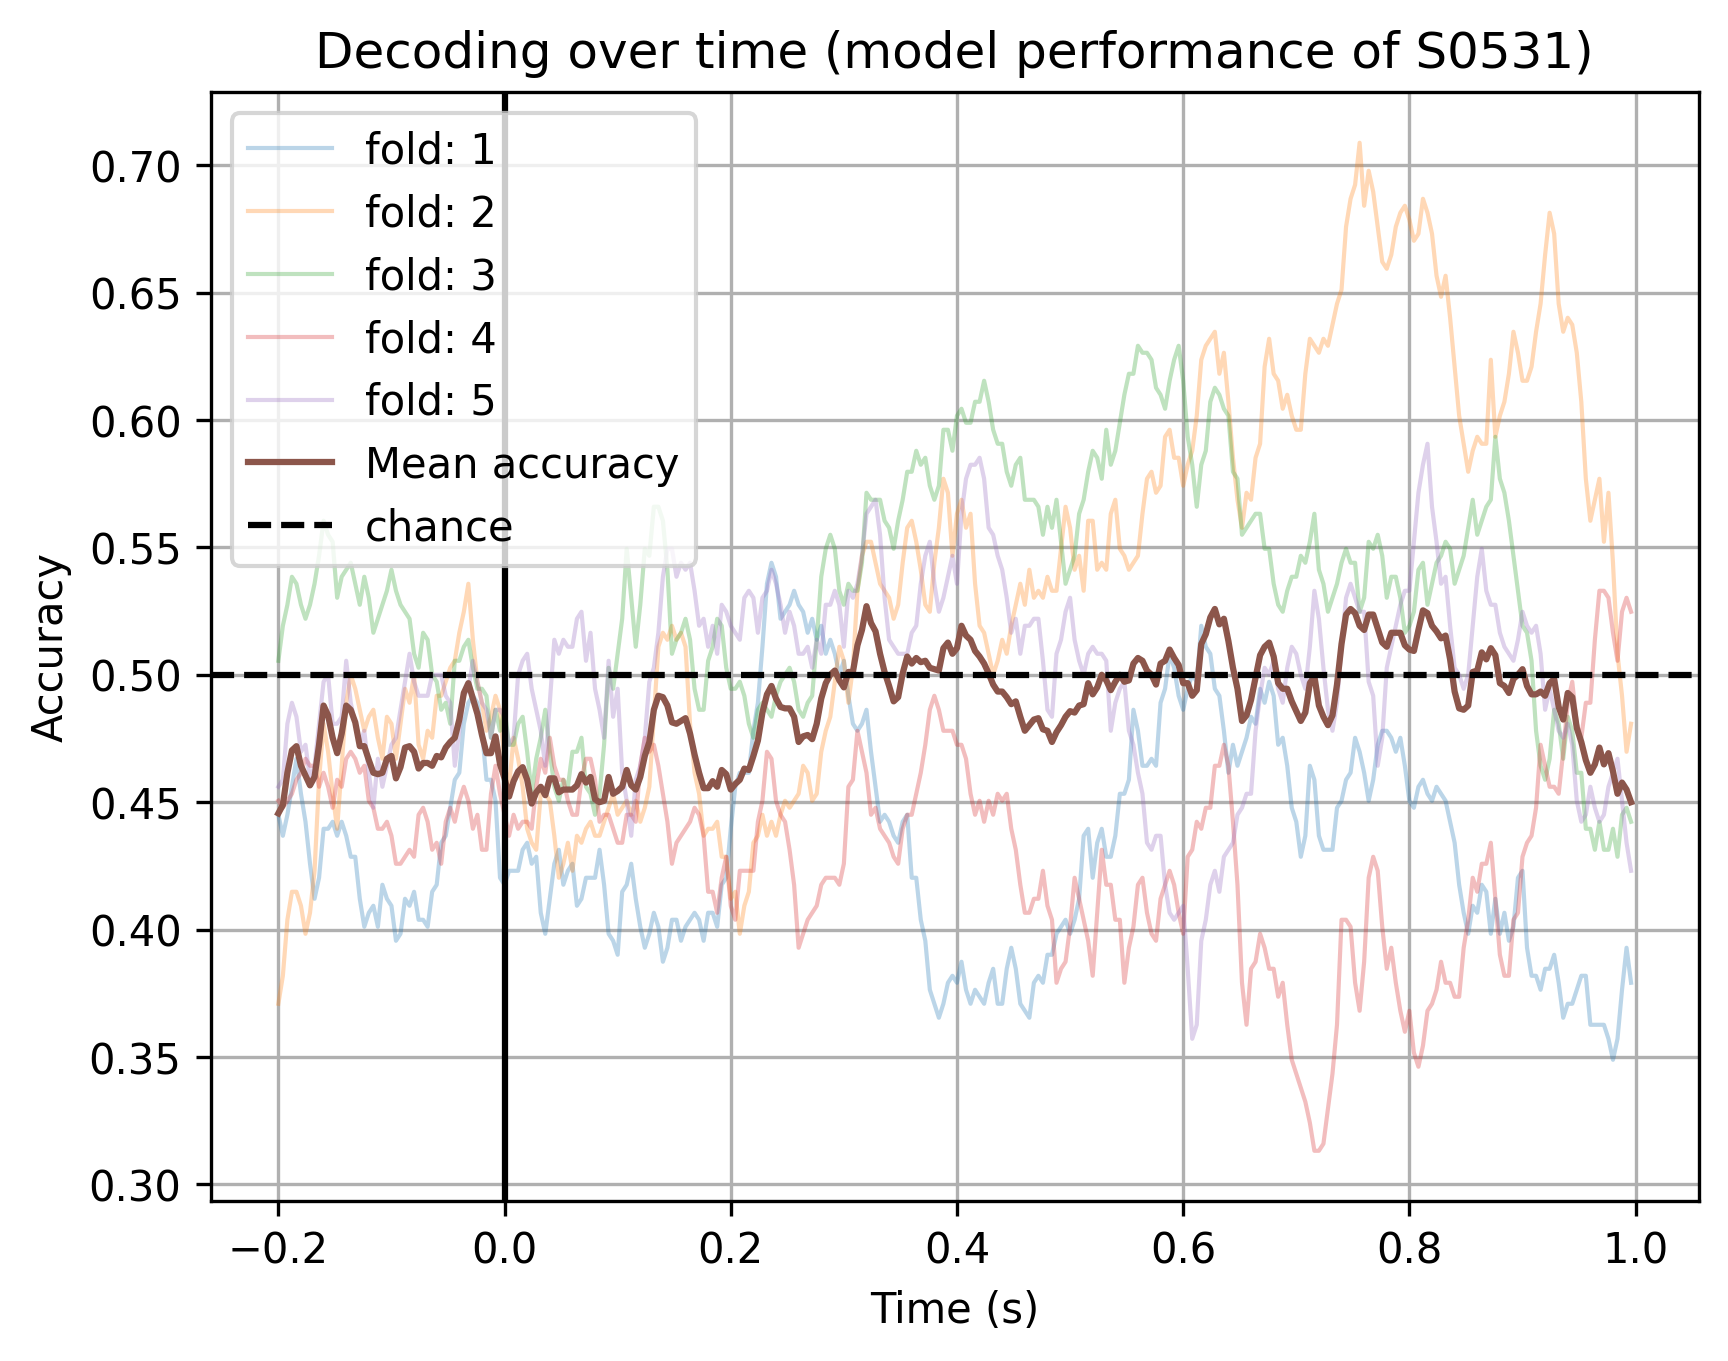 Decoding over time (model performance of S0531)
fold: 1
fold: 2
fold: 3
fold: 4
fold: 5
Mean accuracy
chance
Accuracy
0.70
0.65
0.60
0.55
0.50
0.45
0.40
0.35
0.30
−0.2 0.0 0.2 0.4 0.6 0.8 1.0
Time (s)